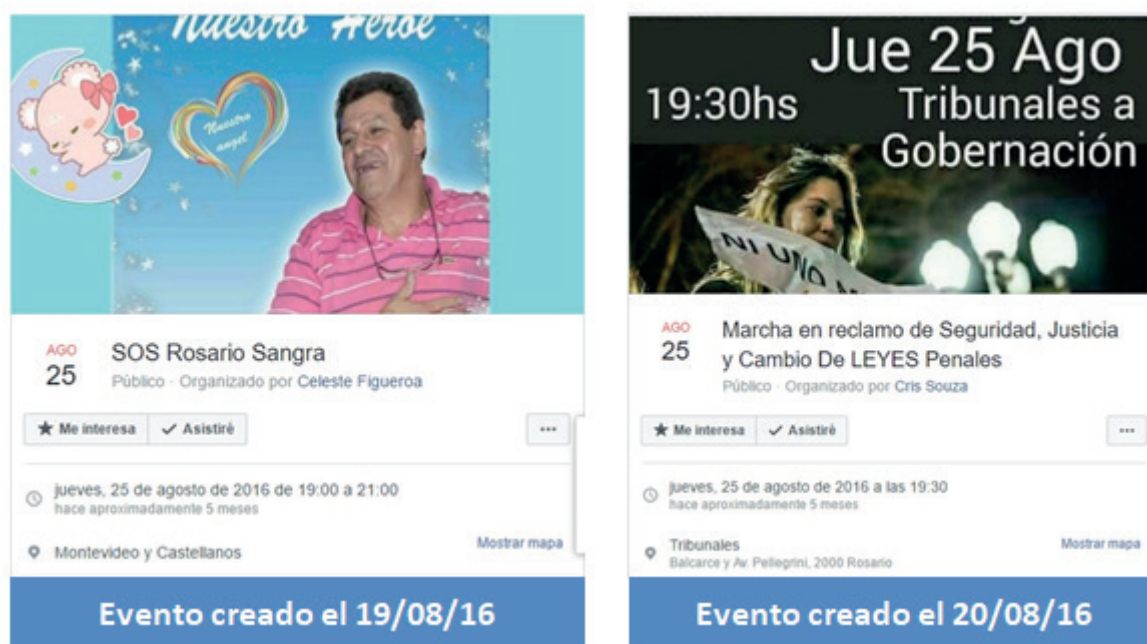 Nuestro Héroe
Nuestro
angel
AGO
25
SOS Rosario Sangra
Público · Organizado por Celeste Figueroa
Me interesa
Asistiré
...
jueves, 25 de agosto de 2016 de 19:00 a 21:00
hace aproximadamente 5 meses
Montevideo y Castellanos
Mostrar mapa
Evento creado el 19/08/16
Jue 25 Ago
19:30hs
Tribunales a
Gobernación
NI UNO
AGO
25
Marcha en reclamo de Seguridad, Justicia
y Cambio De LEYES Penales
Público · Organizado por Cris Souza
Me interesa
Asistiré
...
jueves, 25 de agosto de 2016 a las 19:30
hace aproximadamente 5 meses
Tribunales
Balcarce y Av. Pellegrini, 2000 Rosario
Mostrar mapa
Evento creado el 20/08/16